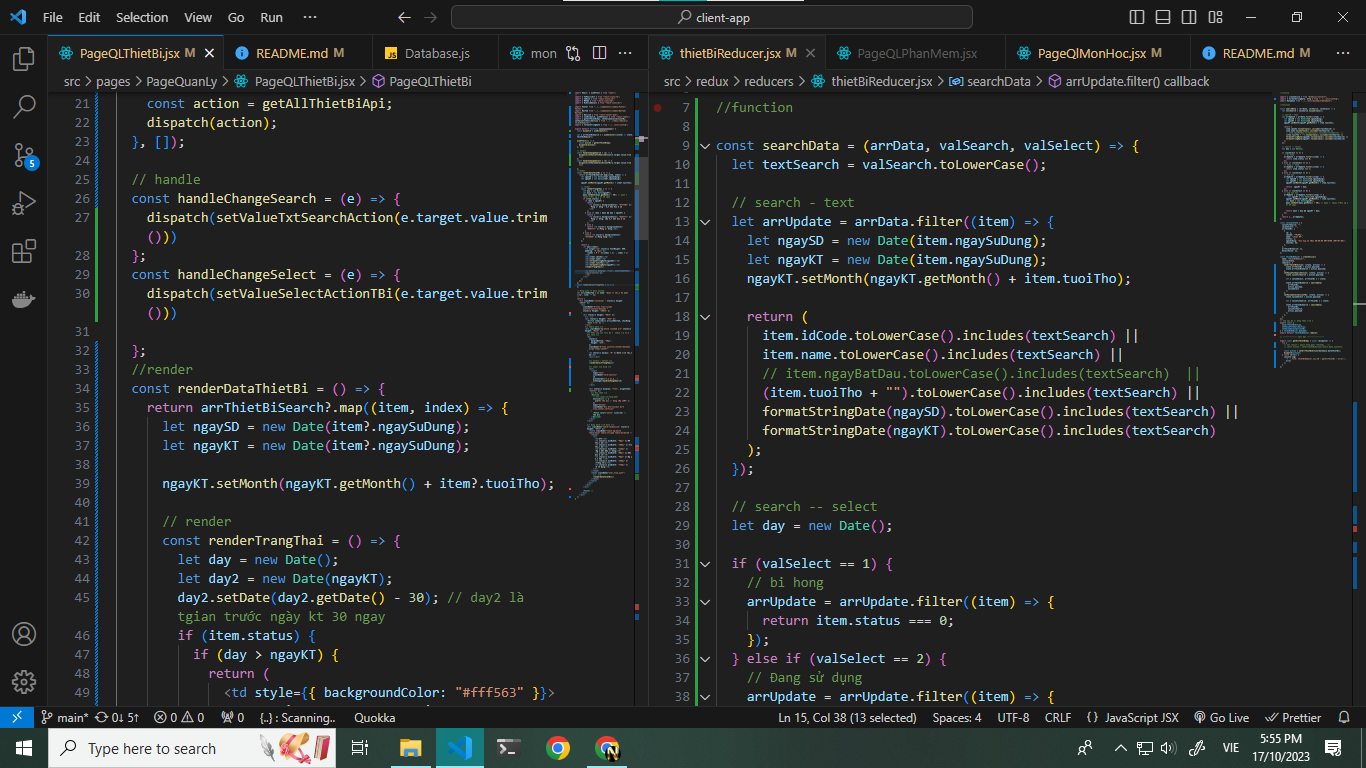 File Edit Selection View Go Run ··· client-app
PageQLThietBi.jsx M README.md M Database.js mon ···
src > pages > PageQuanLy > PageQLThietBi.jsx > PageQLThietBi
21 const action = getAllThietBiApi;
22 dispatch(action);
23 }, []);
24
25 // handle
26 const handleChangeSearch = (e) => {
27 dispatch(setValueTxtSearchAction(e.target.value.trim
()))
28 };
29 const handleChangeSelect = (e) => {
30 dispatch(setValueSelectActionTBi(e.target.value.trim
()))
31
32 };
33 //render
34 const renderDataThietBi = () => {
35 return arrThietBiSearch?.map((item, index) => {
36 let ngaySD = new Date(item?.ngaySuDung);
37 let ngayKT = new Date(item?.ngaySuDung);
38
39 ngayKT.setMonth(ngayKT.getMonth() + item?.tuoiTho);
40
41 // render
42 const renderTrangThai = () => {
43 let day = new Date();
44 let day2 = new Date(ngayKT);
45 day2.setDate(day2.getDate() - 30); // day2 là
tgian trước ngày kt 30 ngay
46 if (item.status) {
47 if (day > ngayKT) {
48 return (
49 <td style={{ backgroundColor: "#fff563" }}>
thietBiReducer.jsx M PageQLPhanMem.jsx PageQlMonHoc.jsx M README.md M ···
src > redux > reducers > thietBiReducer.jsx > searchData > arrUpdate.filter() callback
7 //function
8
9 const searchData = (arrData, valSearch, valSelect) => {
10 let textSearch = valSearch.toLowerCase();
11
12 // search - text
13 let arrUpdate = arrData.filter((item) => {
14 let ngaySD = new Date(item.ngaySuDung);
15 let ngayKT = new Date(item.ngaySuDung);
16 ngayKT.setMonth(ngayKT.getMonth() + item.tuoiTho);
17
18 return (
19 item.idCode.toLowerCase().includes(textSearch) ||
20 item.name.toLowerCase().includes(textSearch) ||
21 // item.ngayBatDau.toLowerCase().includes(textSearch) ||
22 (item.tuoiTho + "").toLowerCase().includes(textSearch) ||
23 formatStringDate(ngaySD).toLowerCase().includes(textSearch) ||
24 formatStringDate(ngayKT).toLowerCase().includes(textSearch)
25 );
26 });
27
28 // search -- select
29 let day = new Date();
30
31 if (valSelect == 1) {
32 // bi hong
33 arrUpdate = arrUpdate.filter((item) => {
34 return item.status === 0;
35 });
36 } else if (valSelect == 2) {
37 // Đang sử dụng
38 arrUpdate = arrUpdate.filter((item) => {
5
main* 0↓ 5↑ 0 0 0 {..} : Scanning.. Quokka Ln 15, Col 38 (13 selected) Spaces: 4 UTF-8 CRLF {} JavaScript JSX Go Live Prettier
Type here to search VIE 5:55 PM
17/10/2023